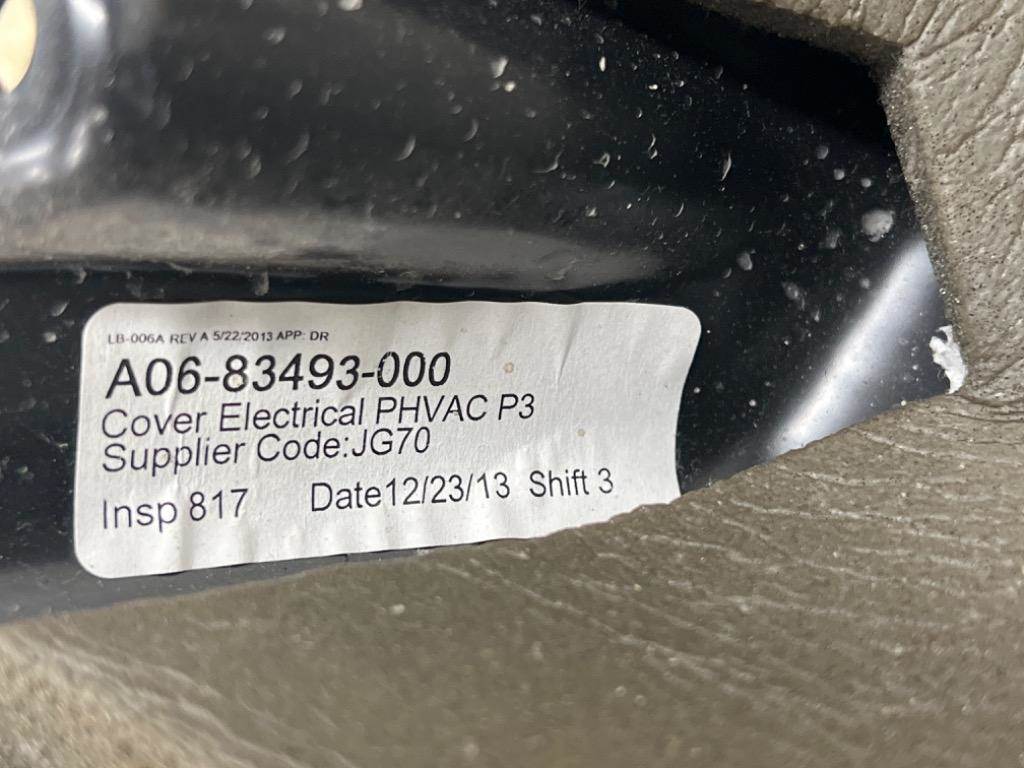 LB-006A REV A 5/22/2013 APP: DR
A06-83493-000
Cover Electrical PHVAC P3
Supplier Code:JG70
Insp 817 Date12/23/13 Shift 3